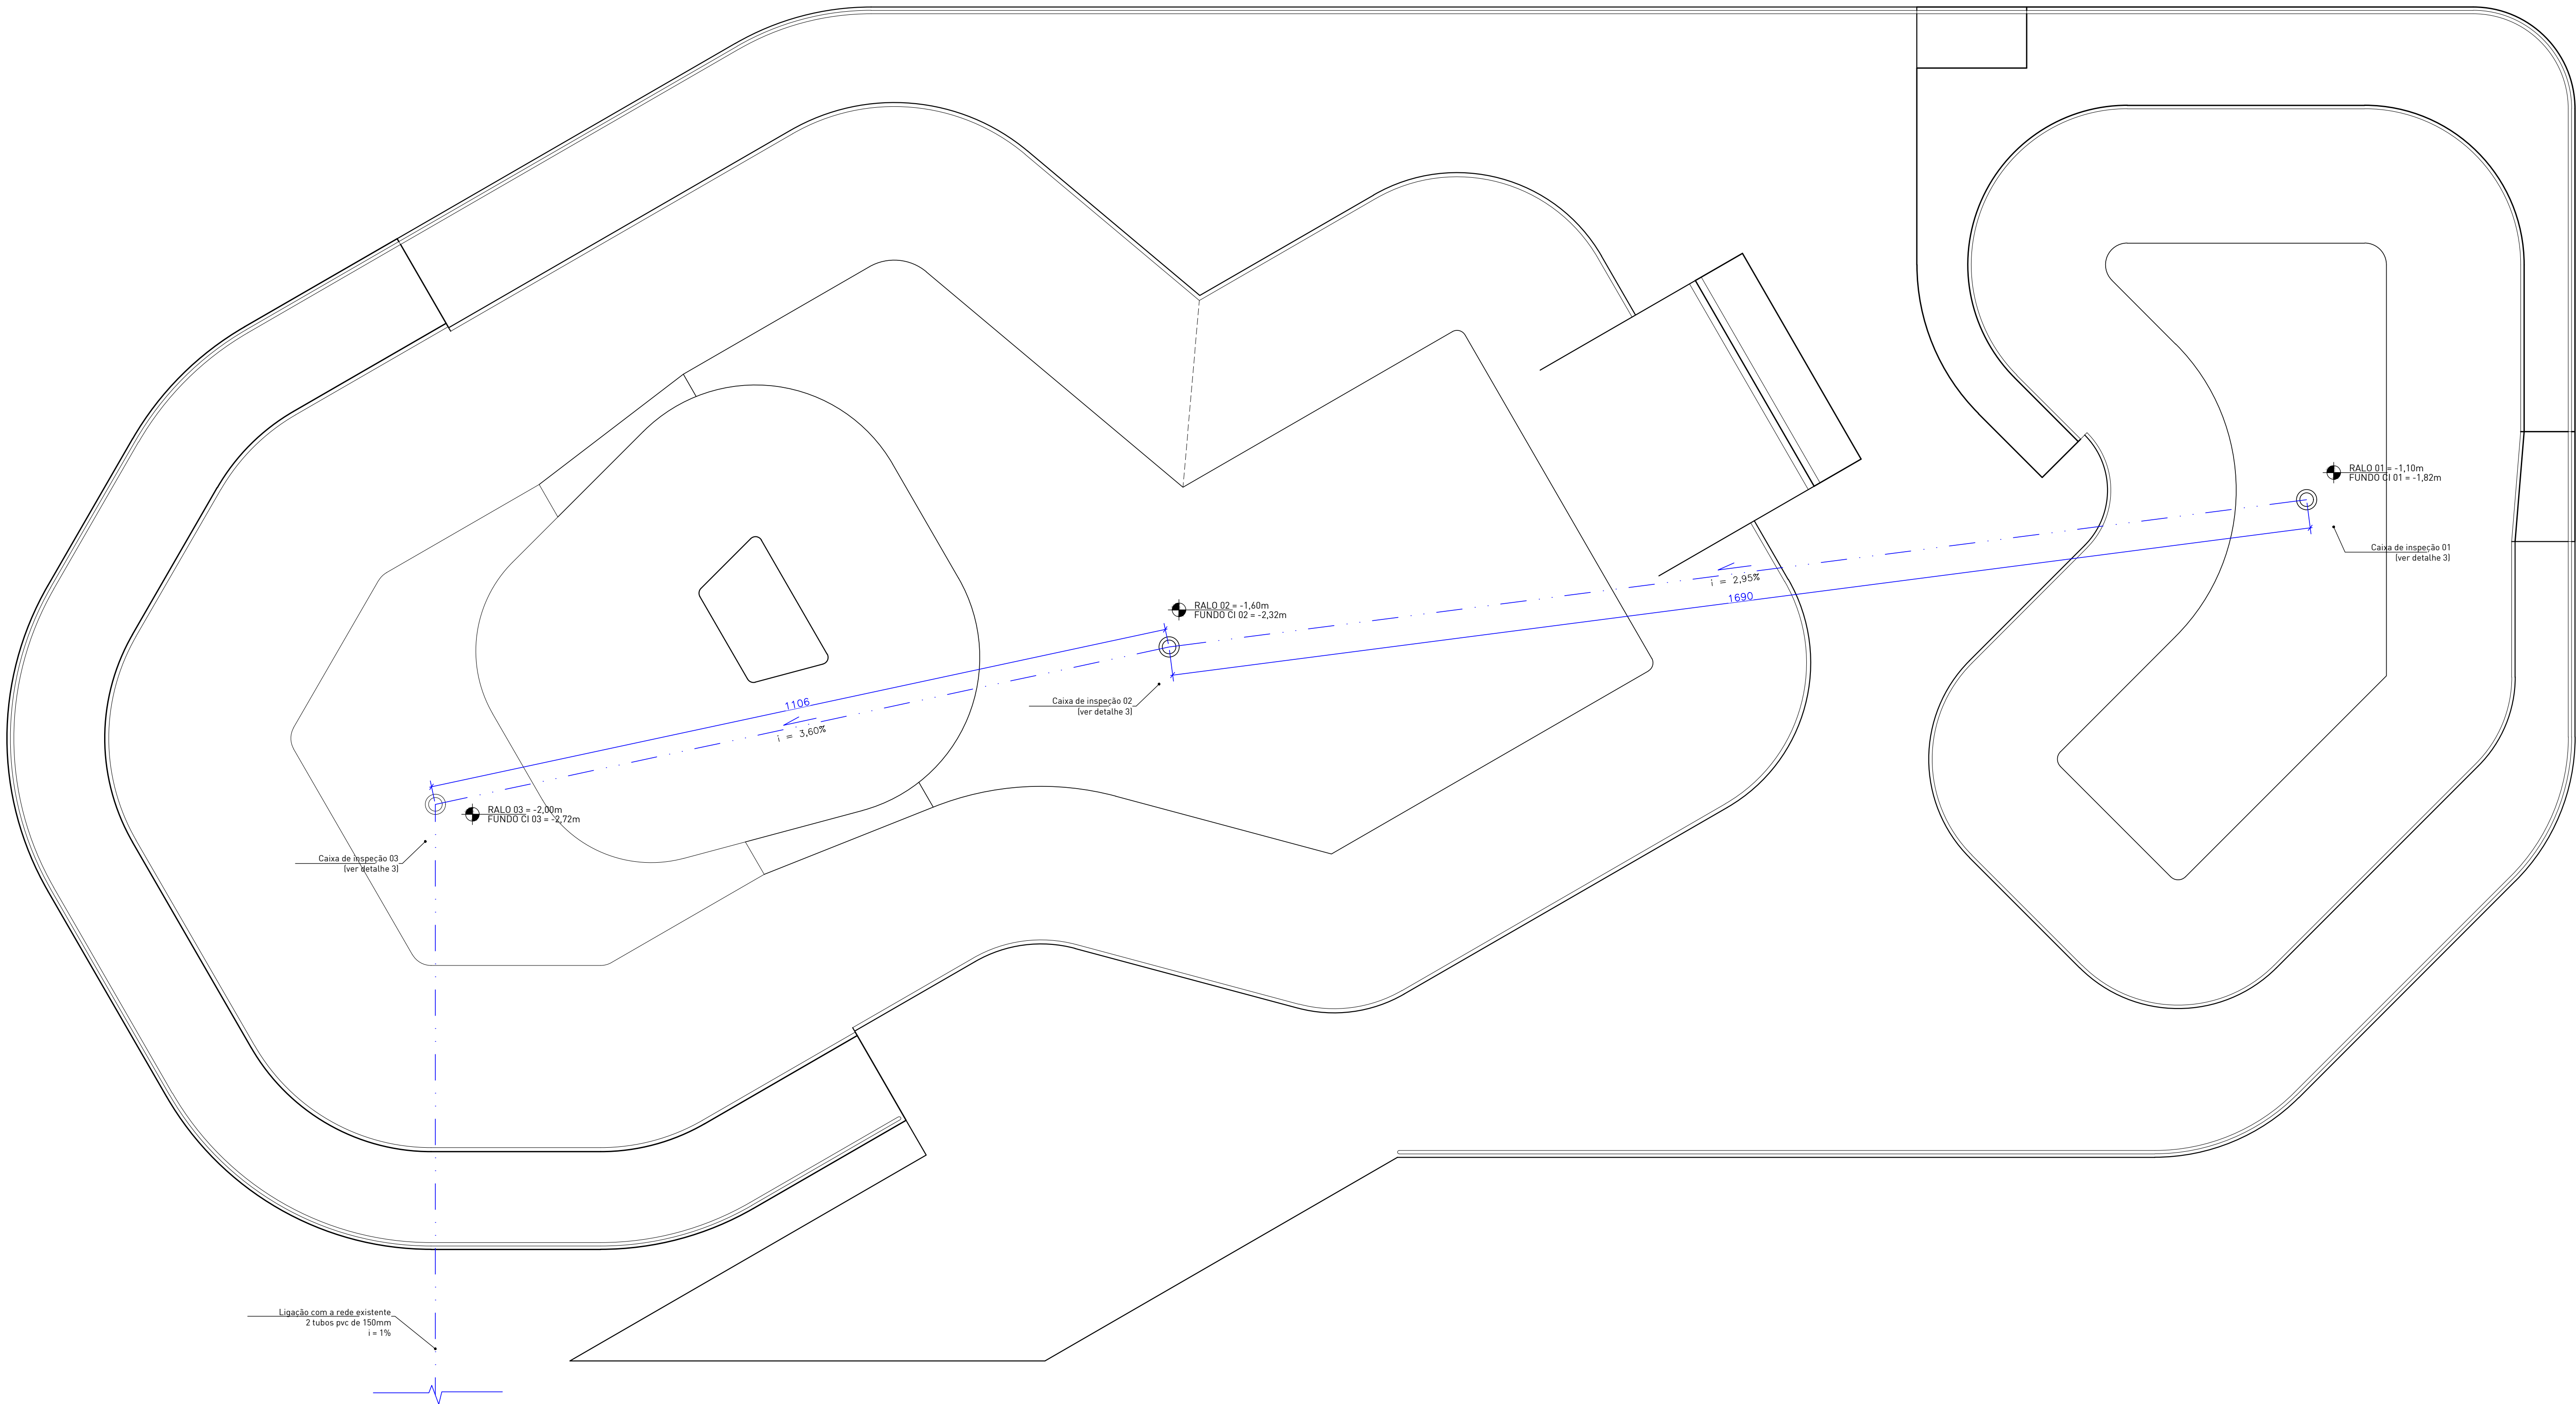 RALO 01 = -1,10m
FUNDO CI 01 = -1,82m
Caixa de inspeção 01
(ver detalhe 3)
i = 2,95%
1690
RALO 02 = -1,60m
FUNDO CI 02 = -2,32m
Caixa de inspeção 02
(ver detalhe 3)
1106
i = 3,60%
RALO 03 = -2,00m
FUNDO CI 03 = -2,72m
Caixa de inspeção 03
(ver detalhe 3)
Ligação com a rede existente
2 tubos pvc de 150mm
i = 1%